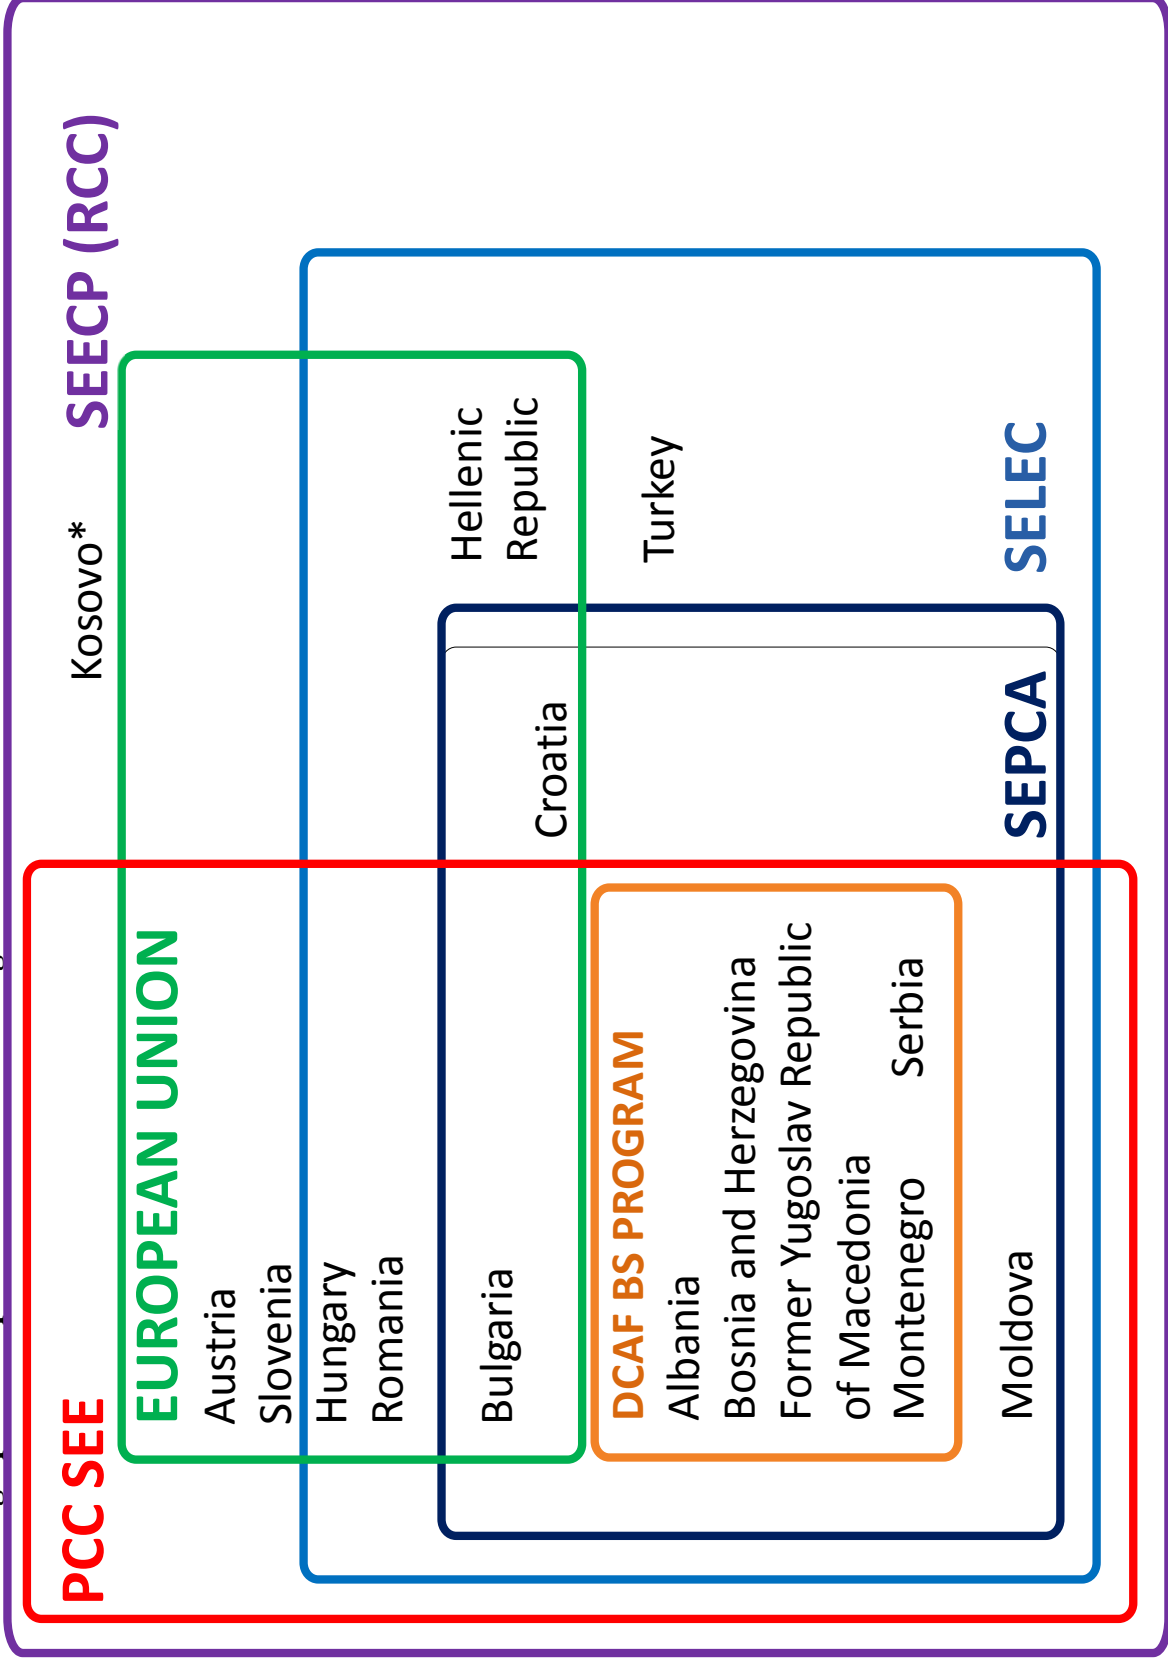 PCC SEE
Kosovo*
SEECP (RCC)
EUROPEAN UNION
Austria
Slovenia
Hungary
Romania
Hellenic
Republic
Bulgaria
Croatia
DCAF BS PROGRAM
Turkey
Albania
Bosnia and Herzegovina
Former Yugoslav Republic
of Macedonia
Montenegro Serbia
Moldova
SEPCA
SELEC